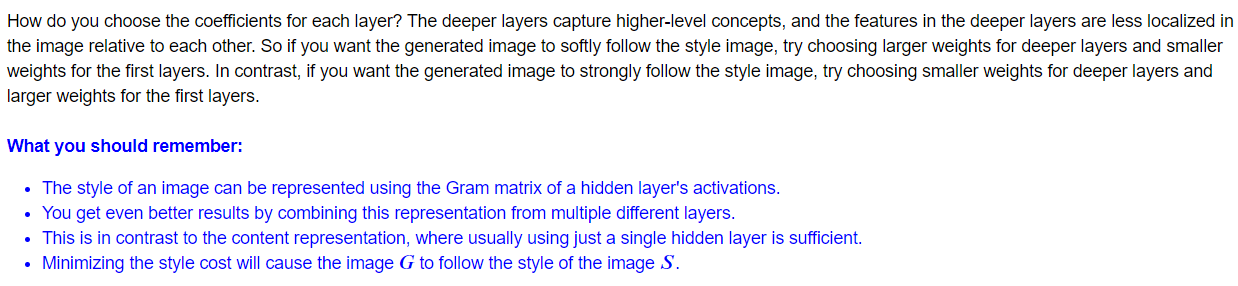 How do you choose the coefficients for each layer? The deeper layers capture higher-level concepts, and the features in the deeper layers are less localized in
the image relative to each other. So if you want the generated image to softly follow the style image, try choosing larger weights for deeper layers and smaller
weights for the first layers. In contrast, if you want the generated image to strongly follow the style image, try choosing smaller weights for deeper layers and
larger weights for the first layers.
What you should remember:
• The style of an image can be represented using the Gram matrix of a hidden layer's activations.
• You get even better results by combining this representation from multiple different layers.
• This is in contrast to the content representation, where usually using just a single hidden layer is sufficient.
• Minimizing the style cost will cause the image G to follow the style of the image S.